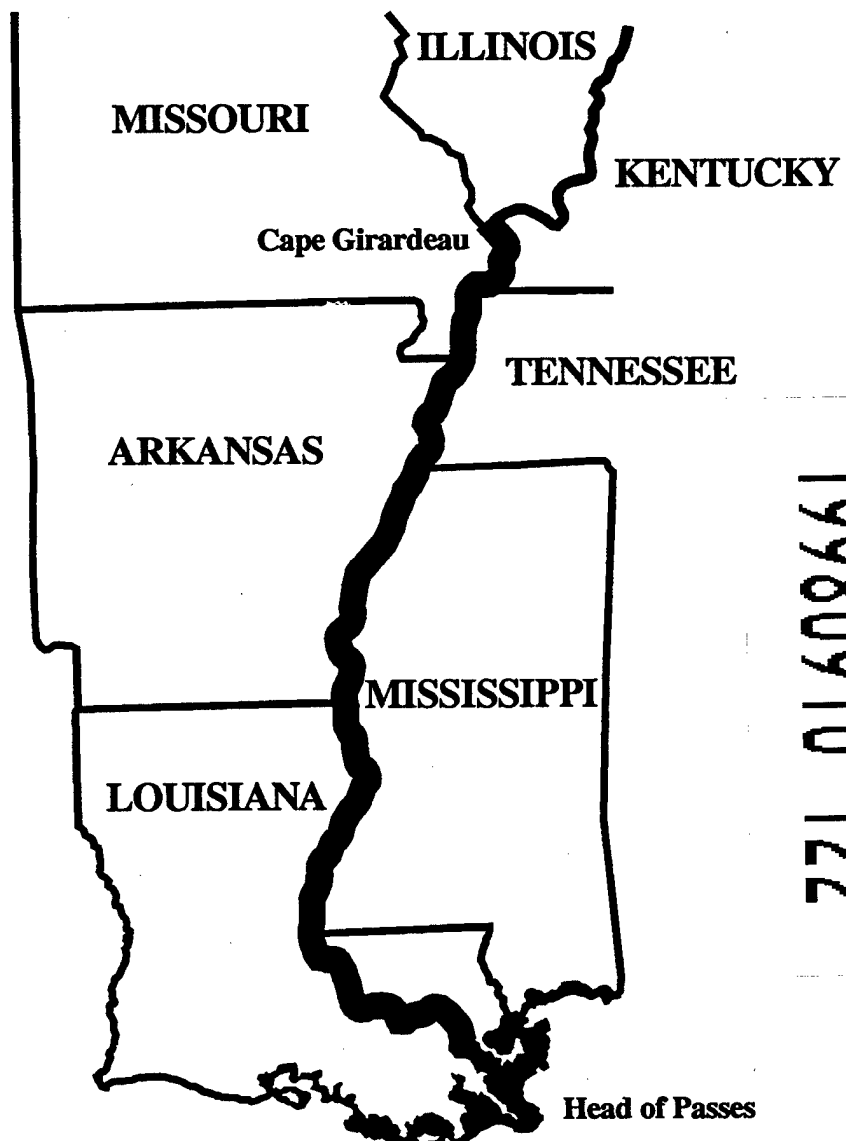 ILLINOIS
MISSOURI
KENTUCKY
Cape Girardeau
TENNESSEE
ARKANSAS
MISSISSIPPI
LOUISIANA
Head of Passes